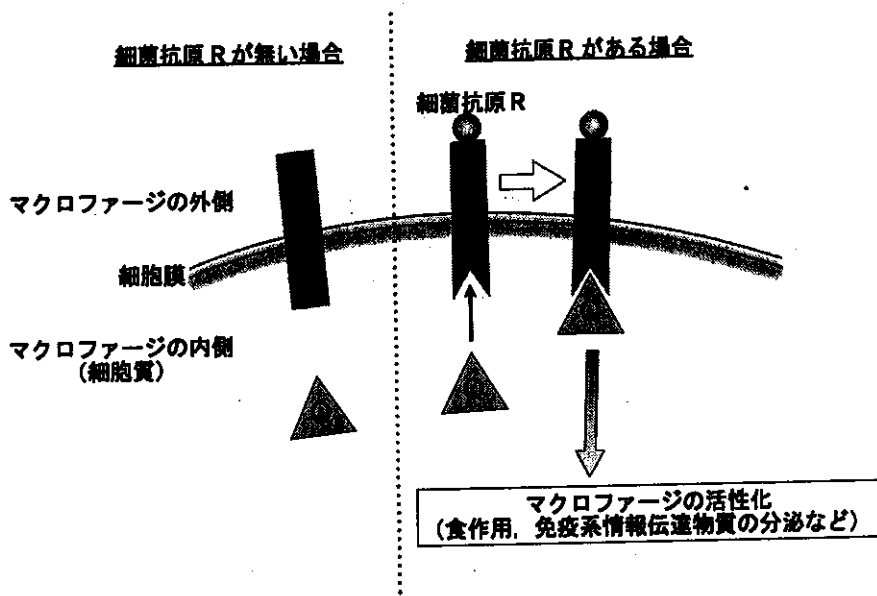 細菌抗原Rが無い場合
細菌抗原Rがある場合
細菌抗原R
マクロファージの外側
細胞膜
マクロファージの内側
(細胞質)
マクロファージの活性化
(食作用,免疫系情報伝達物質の分泌など)